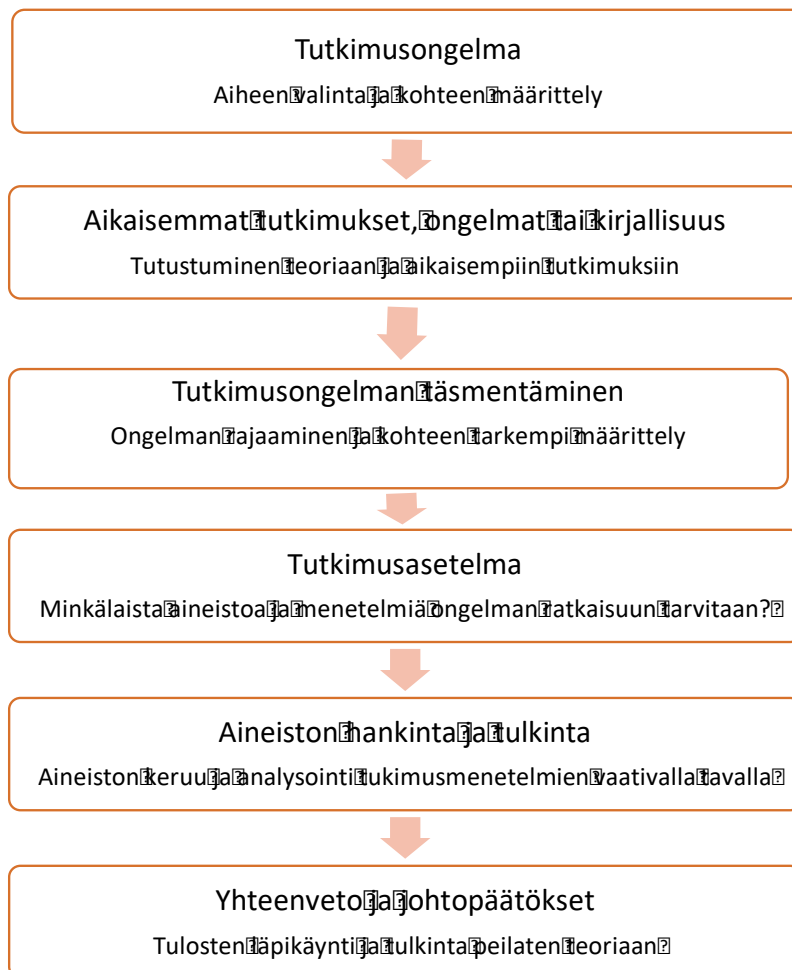 Tutkimusongelma
Aiheen valinta ja kohteen määrittely
Aikaisemmat tutkimukset, ongelmat tai kirjallisuus
Tutustuminen teoriaan ja aikaisempiin tutkimuksiin
Tutkimusongelman täsmentäminen
Ongelman rajaaminen ja kohteen tarkempi määrittely
Tutkimusasetelma
Minkälaista aineistoa ja menetelmiä ongelman ratkaisuun tarvitaan?
Aineiston hankinta ja tulkinta
Aineiston keruu ja analysointi tukimusmenetelmien vaativalla tavalla
Yhteenveto ja johtopäätökset
Tulosten läpikäynti ja tulkinta peilaten teoriaan